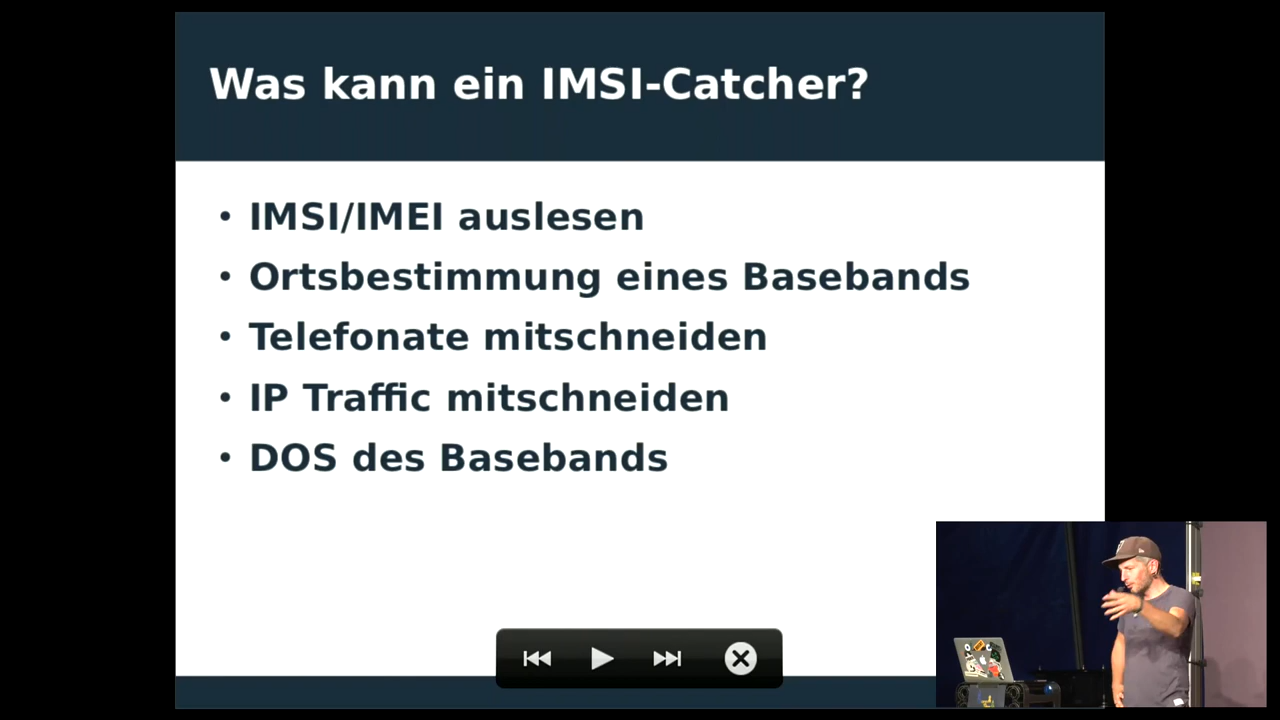 Was kann ein IMSI-Catcher?
• IMSI/IMEI auslesen
• Ortsbestimmung eines Basebands
• Telefonate mitschneiden
• IP Traffic mitschneiden
• DOS des Basebands